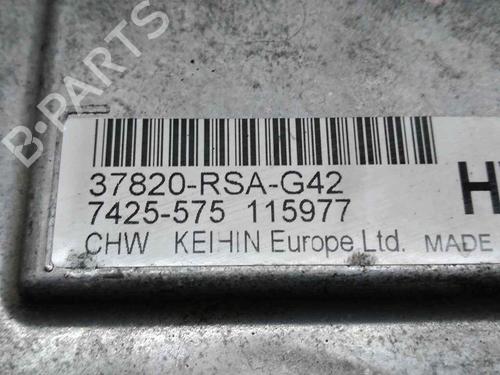 B-PARTS
37820-RSA-G42
7425-575 115977
CHW KEIHIN Europe Ltd. MADE
H